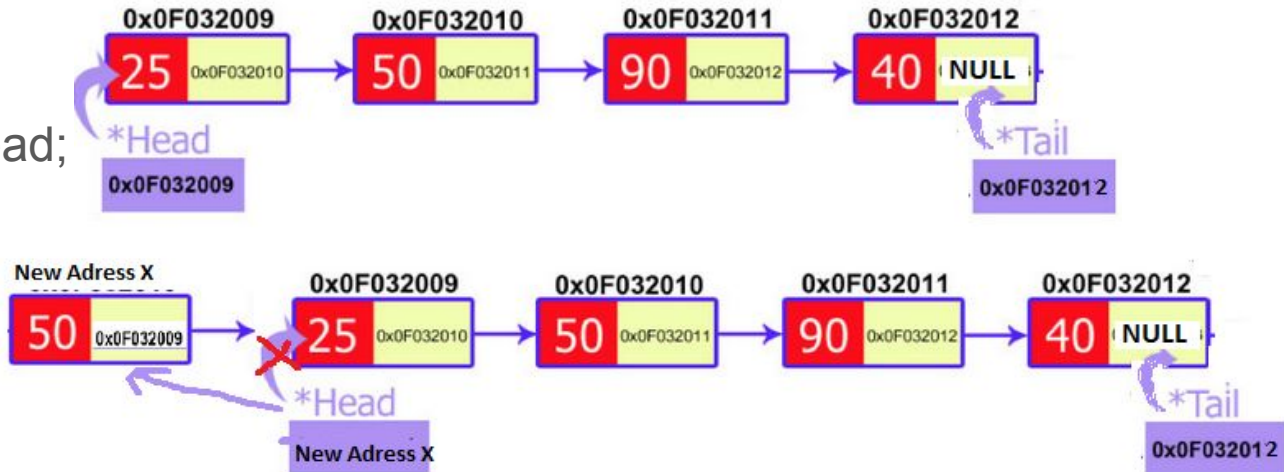 0x0F032009 0x0F032010 0x0F032011 0x0F032012
25 0x0F032010 50 0x0F032011 90 0x0F032012 40 NULL
ad; *Head *Tail
0x0F032009 0x0F032012
New Adress X 0x0F032009 0x0F032010 0x0F032011 0x0F032012
50 0x0F032009 25 0x0F032010 50 0x0F032011 90 0x0F032012 40 NULL
*Head *Tail
New Adress X 0x0F032012